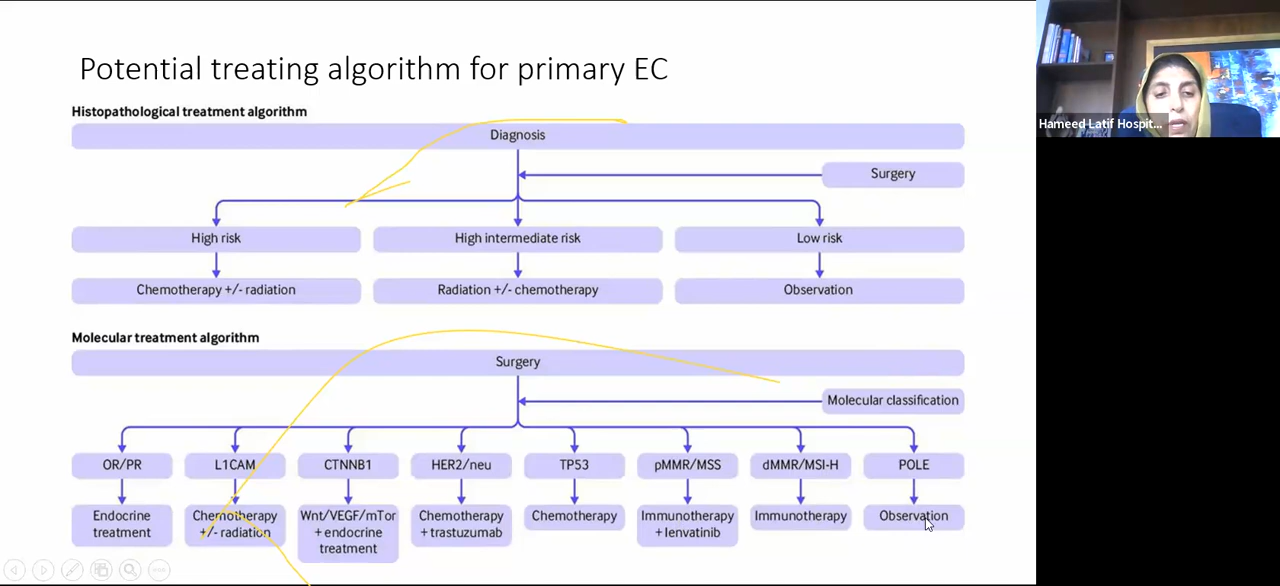 Potential treating algorithm for primary EC
Histopathological treatment algorithm
Diagnosis
Surgery
High risk
High intermediate risk
Low risk
Chemotherapy +/- radiation
Radiation +/- chemotherapy
Observation
Molecular treatment algorithm
Surgery
Molecular classification
OR/PR
L1CAM
CTNNB1
HER2/neu
TP53
pMMR/MSS
dMMR/MSI-H
POLE
Endocrine
treatment
Chemotherapy
+/- radiation
Wnt/VEGF/mTor
+ endocrine
treatment
Chemotherapy
+ trastuzumab
Chemotherapy
Immunotherapy
+ lenvatinib
Immunotherapy
Observation
Hameed Latif Hospit...